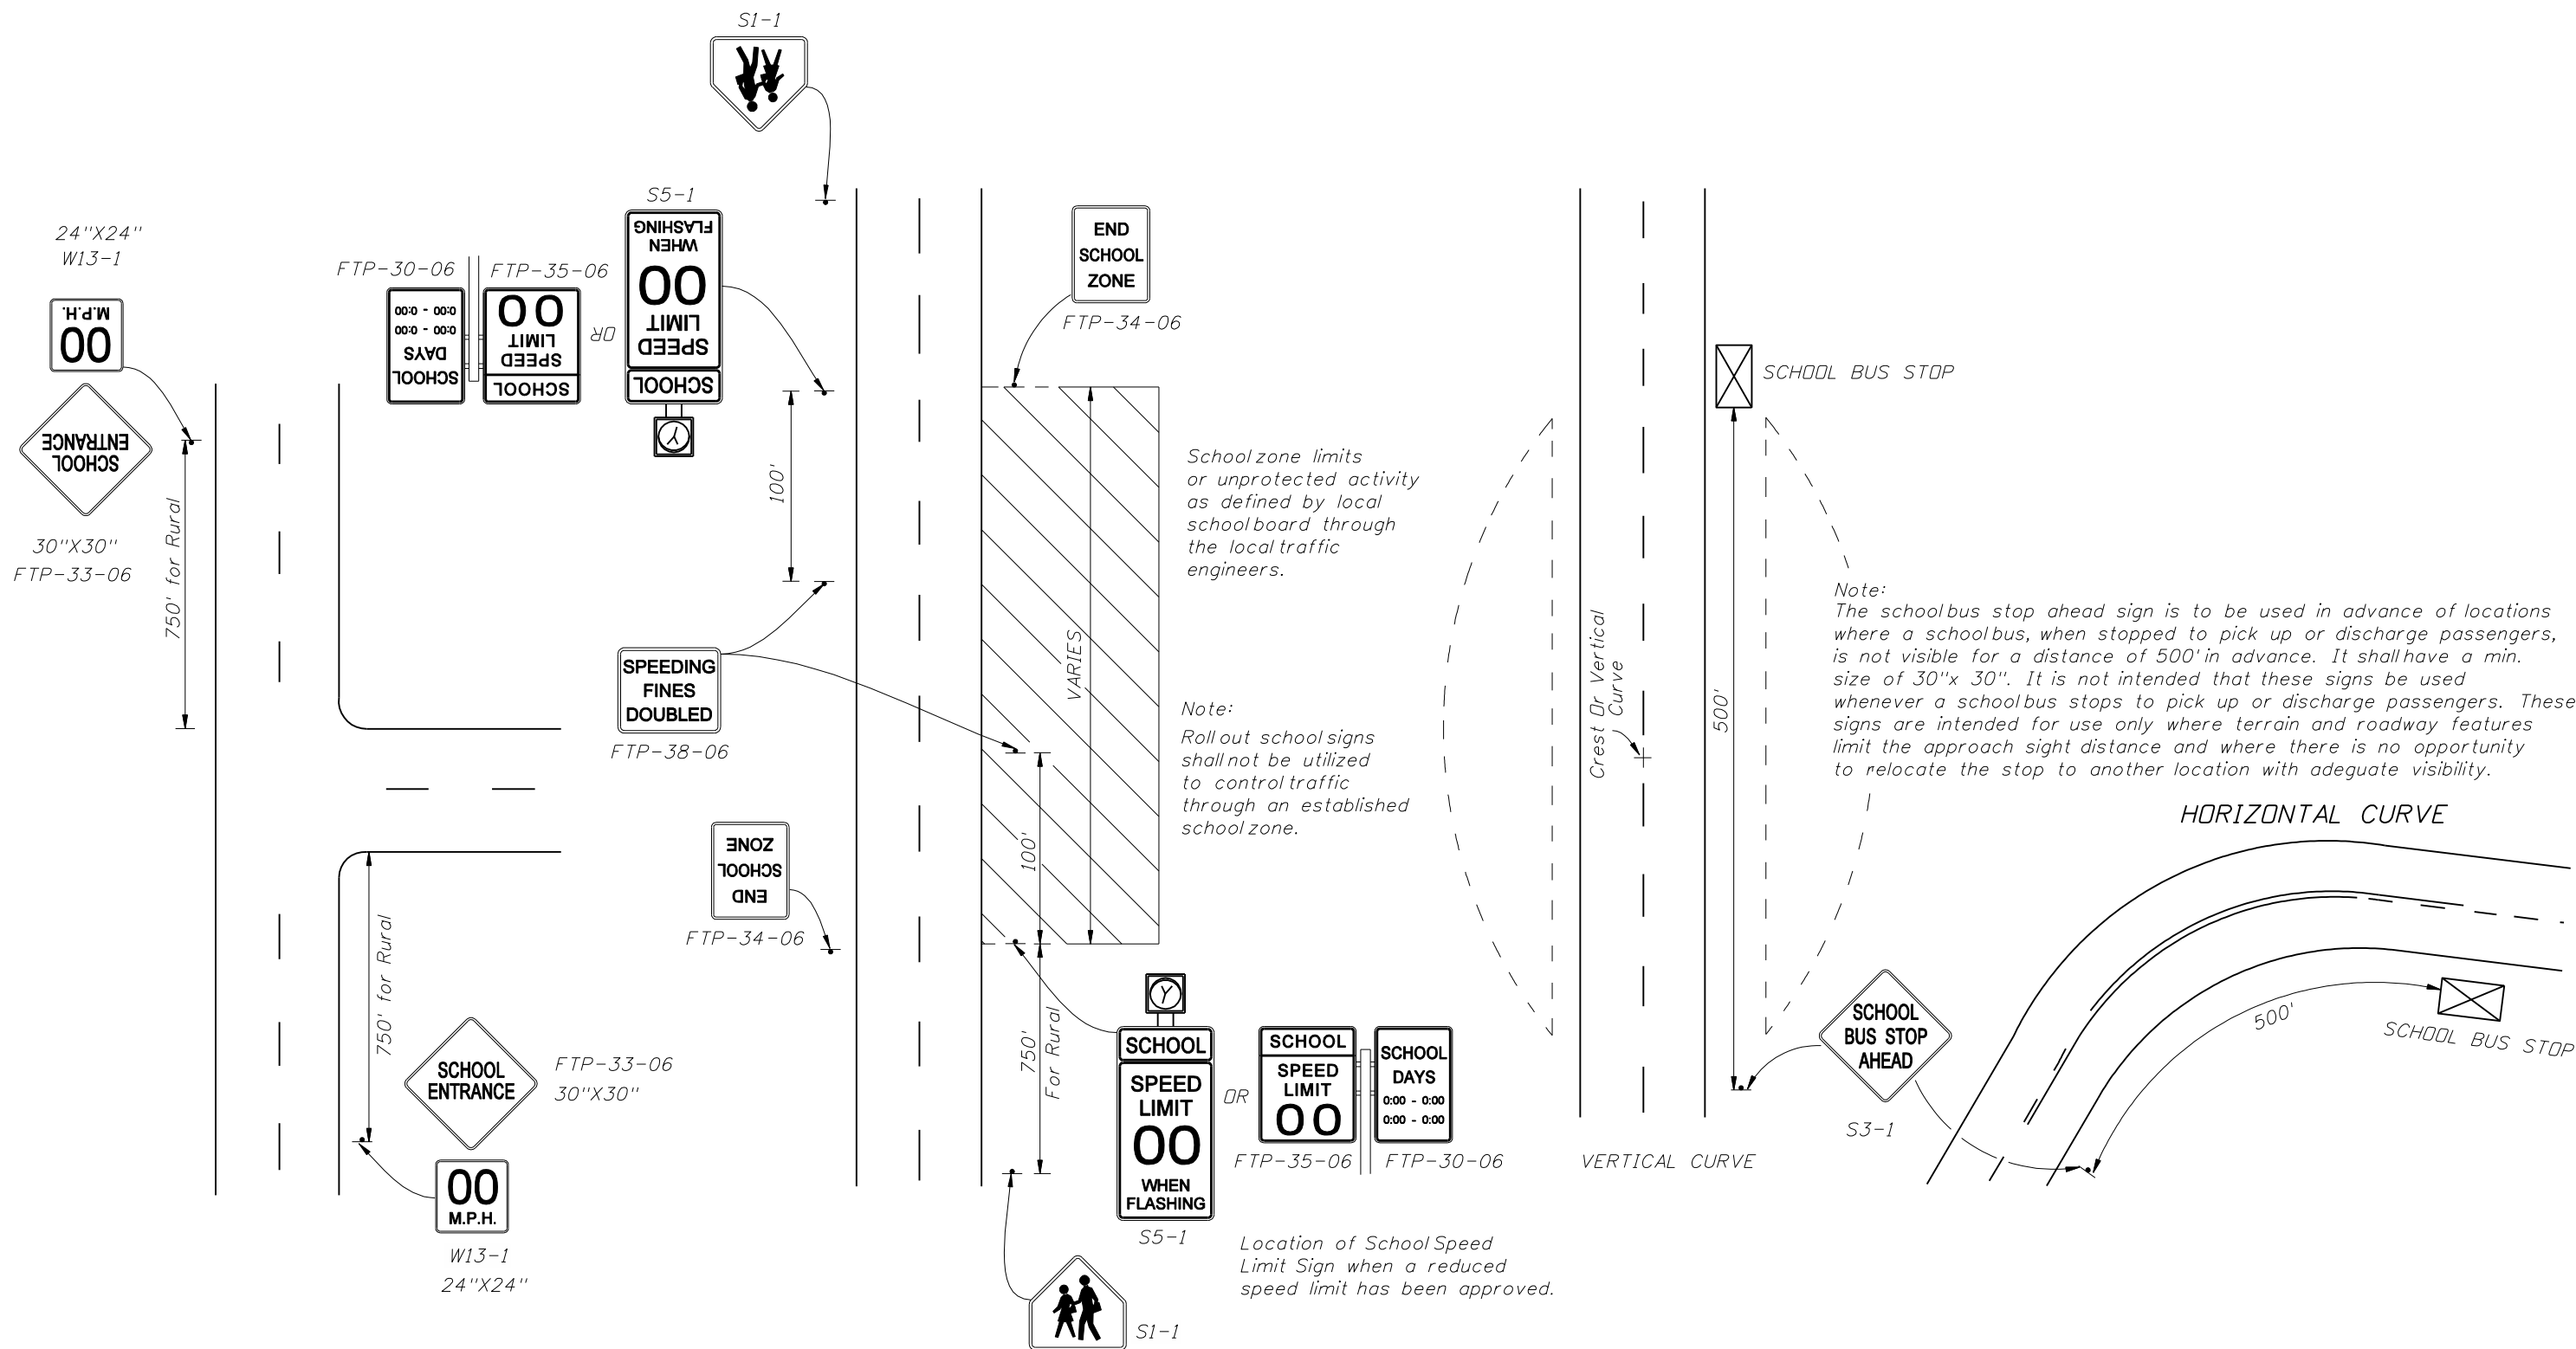 S1-1
24"X24"
W13-1
M.P.H.
00
SCHOOL
ENTRANCE
30"X30"
FTP-33-06
750' for Rural
FTP-30-06
SCHOOL
DAYS
0:00 - 0:00
0:00 - 0:00
FTP-35-06
SCHOOL
SPEED
LIMIT
00
OR
S5-1
SCHOOL
SPEED
LIMIT
00
WHEN
FLASHING
Y
100'
SPEEDING
FINES
DOUBLED
FTP-38-06
END
SCHOOL
ZONE
FTP-34-06
750' for Rural
SCHOOL
ENTRANCE
FTP-33-06
30"X30"
00
M.P.H.
W13-1
24"X24"
END
SCHOOL
ZONE
FTP-34-06
School zone limits
or unprotected activity
as defined by local
school board through
the local traffic
engineers.
VARIES
Note:
Roll out school signs
shall not be utilized
to control traffic
through an established
school zone.
100'
750'
For Rural
Y
SCHOOL
SPEED
LIMIT
00
WHEN
FLASHING
S5-1
OR
SCHOOL
SPEED
LIMIT
00
FTP-35-06
SCHOOL
DAYS
0:00 - 0:00
0:00 - 0:00
FTP-30-06
Location of School Speed
Limit Sign when a reduced
speed limit has been approved.
S1-1
SCHOOL BUS STOP
Crest Or Vertical
Curve
500'
VERTICAL CURVE
Note:
The school bus stop ahead sign is to be used in advance of locations
where a school bus, when stopped to pick up or discharge passengers,
is not visible for a distance of 500' in advance. It shall have a min.
size of 30"x 30". It is not intended that these signs be used
whenever a school bus stops to pick up or discharge passengers. These
signs are intended for use only where terrain and roadway features
limit the approach sight distance and where there is no opportunity
to relocate the stop to another location with adeguate visibility.
HORIZONTAL CURVE
SCHOOL
BUS STOP
AHEAD
S3-1
500'
SCHOOL BUS STOP